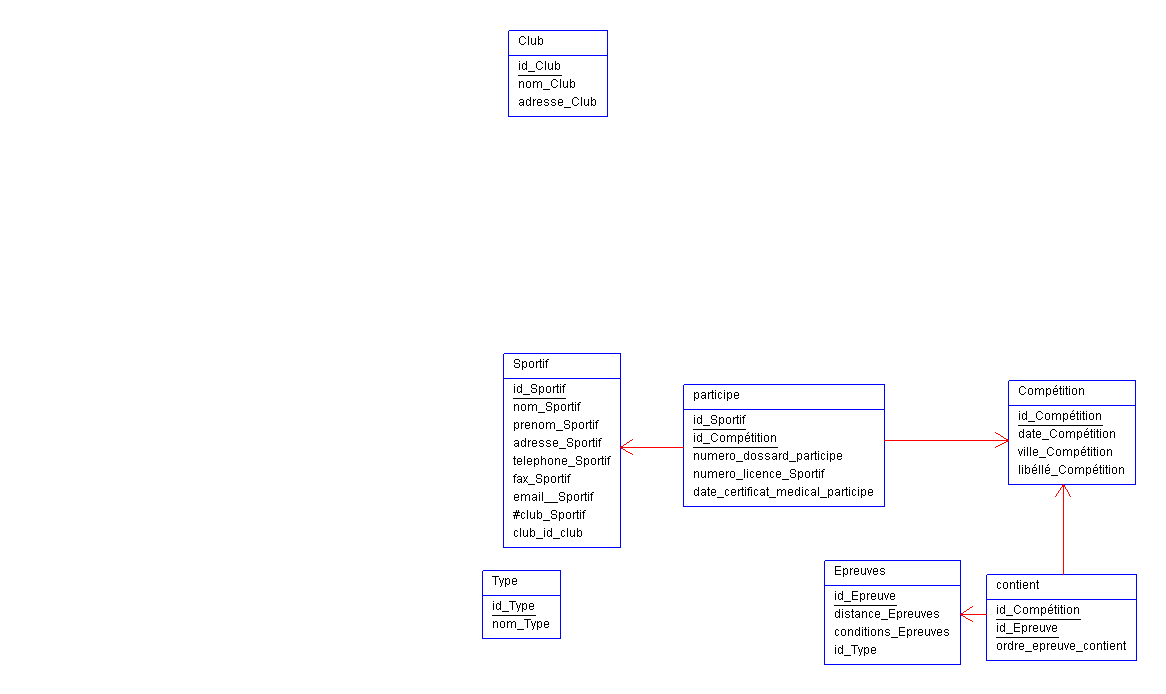 Club
id_Club
nom_Club
adresse_Club
Sportif
id_Sportif
nom_Sportif
prenom_Sportif
adresse_Sportif
telephone_Sportif
fax_Sportif
email__Sportif
#club_Sportif
club_id_club
participe
id_Sportif
id_Compétition
numero_dossard_participe
numero_licence_Sportif
date_certificat_medical_participe
Compétition
id_Compétition
date_Compétition
ville_Compétition
libéllé_Compétition
Type
id_Type
nom_Type
Epreuves
id_Epreuve
distance_Epreuves
conditions_Epreuves
id_Type
contient
id_Compétition
id_Epreuve
ordre_epreuve_contient